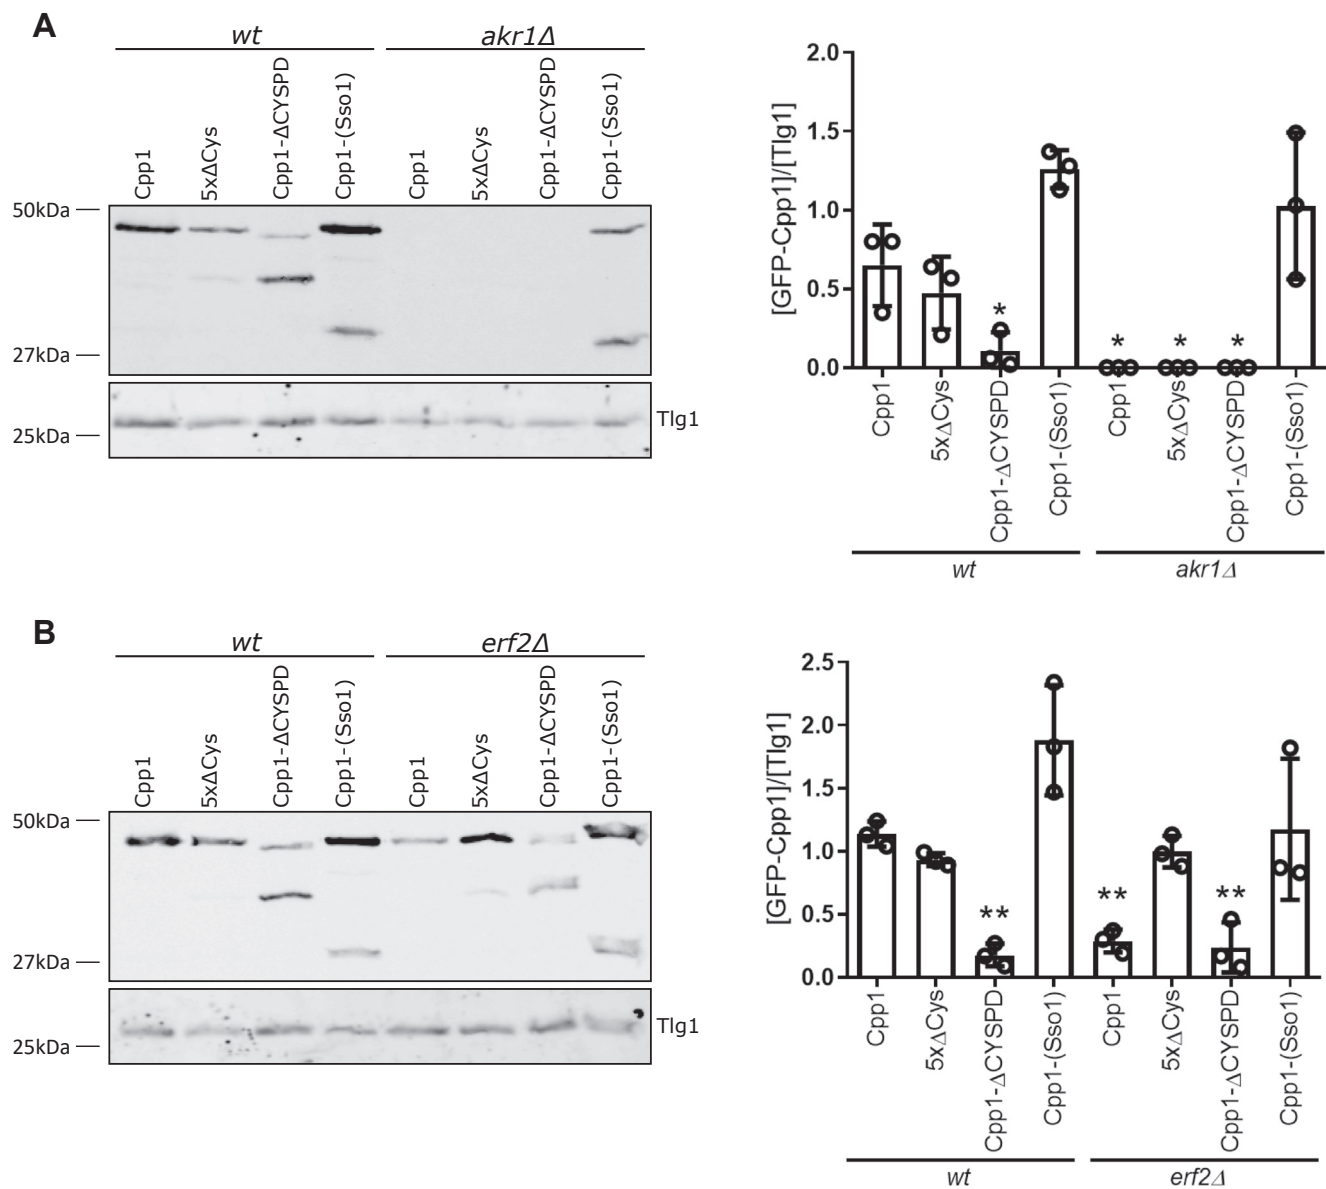 A
wt akr1Δ
Cpp1 5xΔCys Cpp1-ΔCYSPD Cpp1-(Sso1) Cpp1 5xΔCys Cpp1-ΔCYSPD Cpp1-(Sso1)
50kDa
27kDa
25kDa
Tlg1
[GFP-Cpp1]/[Tlg1]
2.0
1.5
1.0
0.5
0.0
*
* * *
Cpp1 5xΔCys Cpp1-ΔCYSPD Cpp1-(Sso1) Cpp1 5xΔCys Cpp1-ΔCYSPD Cpp1-(Sso1)
wt akr1Δ
B
wt erf2Δ
Cpp1 5xΔCys Cpp1-ΔCYSPD Cpp1-(Sso1) Cpp1 5xΔCys Cpp1-ΔCYSPD Cpp1-(Sso1)
50kDa
27kDa
25kDa
Tlg1
[GFP-Cpp1]/[Tlg1]
2.5
2.0
1.5
1.0
0.5
0.0
** ** **
Cpp1 5xΔCys Cpp1-ΔCYSPD Cpp1-(Sso1) Cpp1 5xΔCys Cpp1-ΔCYSPD Cpp1-(Sso1)
wt erf2Δ